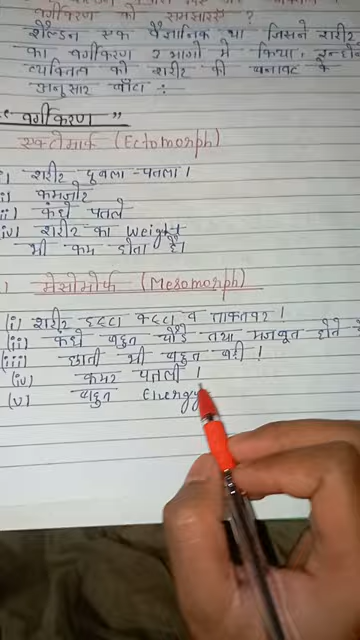 वर्गीकरण को समझाइये ?
शैल्डन एक वैज्ञानिक था जिसने शरीर
का वर्गीकरण 3 भागो मे किया, इन्होने
व्यक्तित्व को शरीर की बनावट के
अनुसार बाँटा :-
"वर्गीकरण"
एक्टोमार्फ (Ectomorph)
शरीर दुबला-पतला।
कमजोर
कंधे पतले
शरीर का Weight
भी कम होता है।
मेसोमोर्फ (Mesomorph)
(i) शरीर हट्टा कट्टा व ताकतवर।
(ii) कंधे बहुत चौडे तथा मजबूत होते है
(iii) छाती भी बहुत बडी।
(iv) कमर पतली।
(v) बहुत Energy